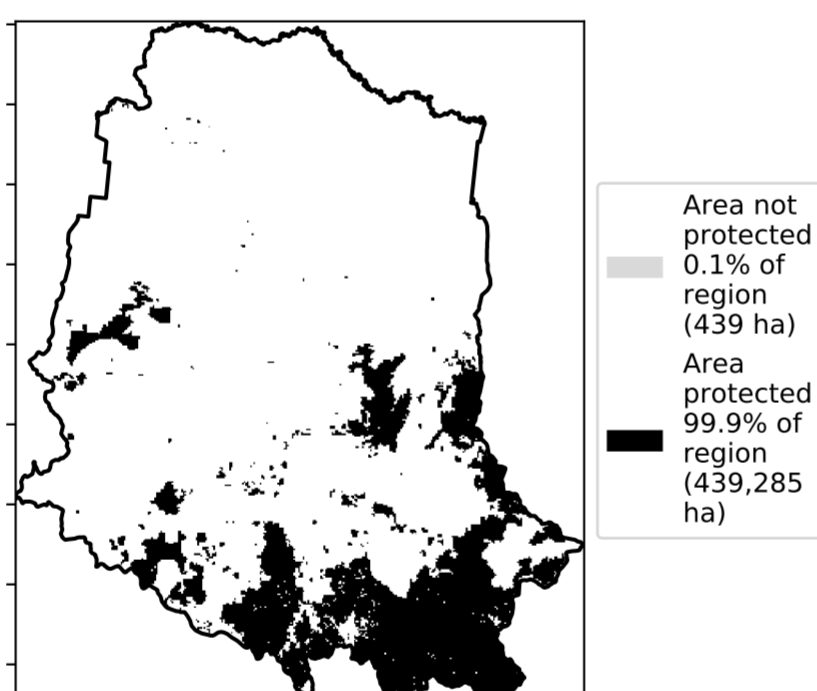 Area not
protected
0.1% of
region
(439 ha)
Area
protected
99.9% of
region
(439,285
ha)